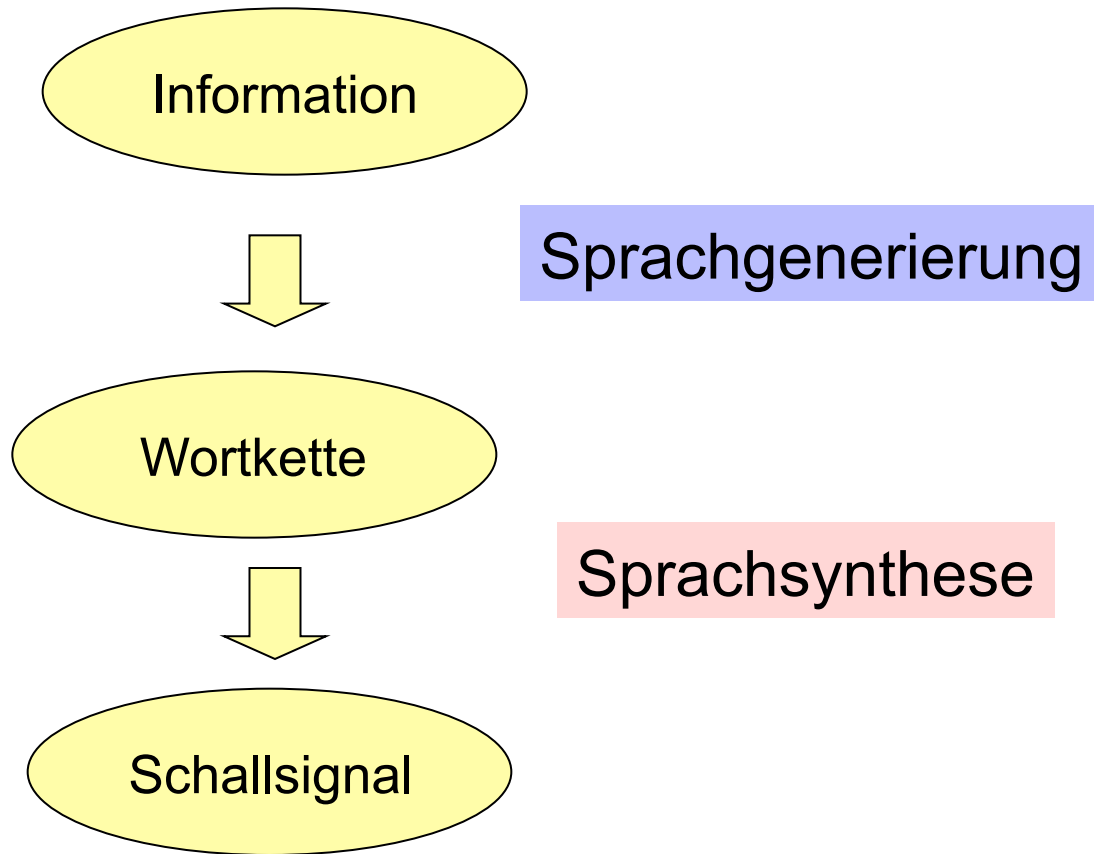 Information
Sprachgenerierung
Wortkette
Sprachsynthese
Schallsignal